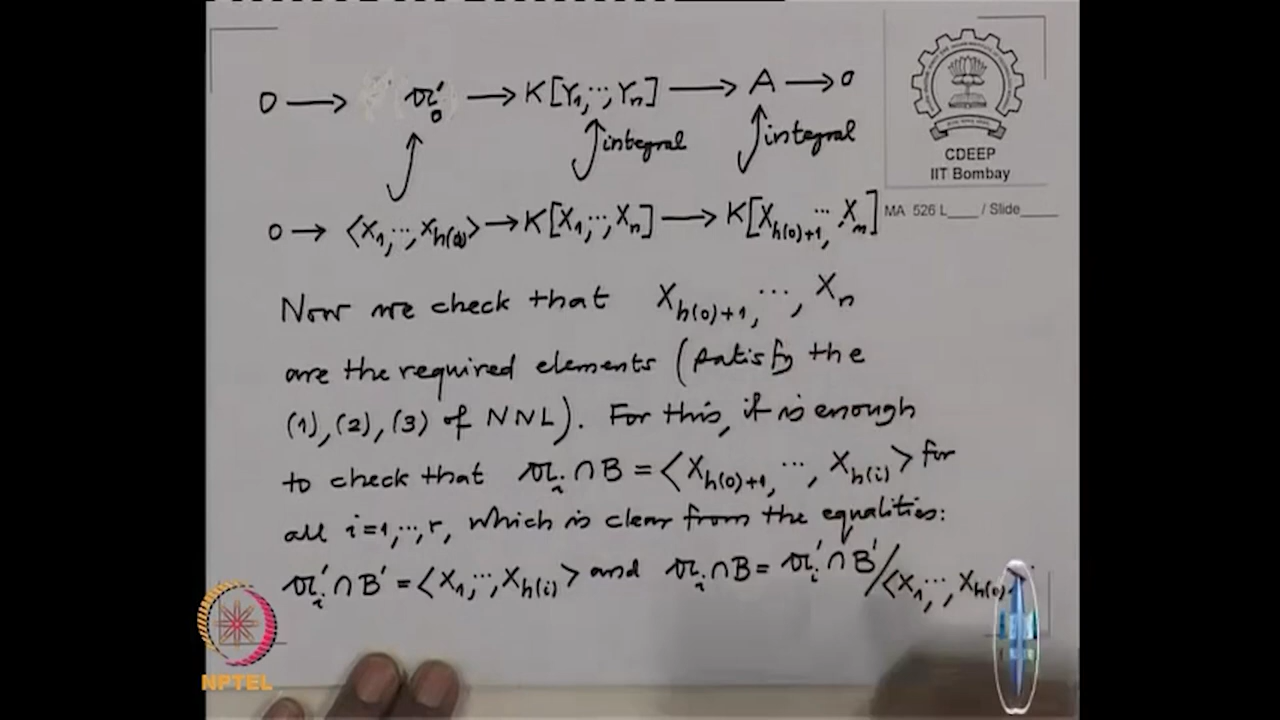 0 → 𝔞'₀ → K[Y₁,⋯,Yₙ] → A → 0
integral integral
0 → ⟨X₁,⋯,X_{h(0)}⟩ → K[X₁,⋯,Xₙ] → K[X_{h(0)+1},⋯,Xₙ]
Now we check that X_{h(0)+1},⋯,Xₙ
are the required elements (satisfy the
(1),(2),(3) of NNL). For this, it is enough
to check that 𝔞ᵢ∩B = ⟨X_{h(0)+1},⋯,X_{h(i)}⟩ for
all i=1,⋯,r, which is clear from the equalities:
𝔞'ᵢ∩B' = ⟨X₁,⋯,X_{h(i)}⟩ and 𝔞ᵢ∩B = 𝔞'ᵢ∩B'/⟨X₁,⋯,X_{h(0)}⟩
CDEEP
IIT Bombay
MA 526 L____ / Slide_____
NPTEL